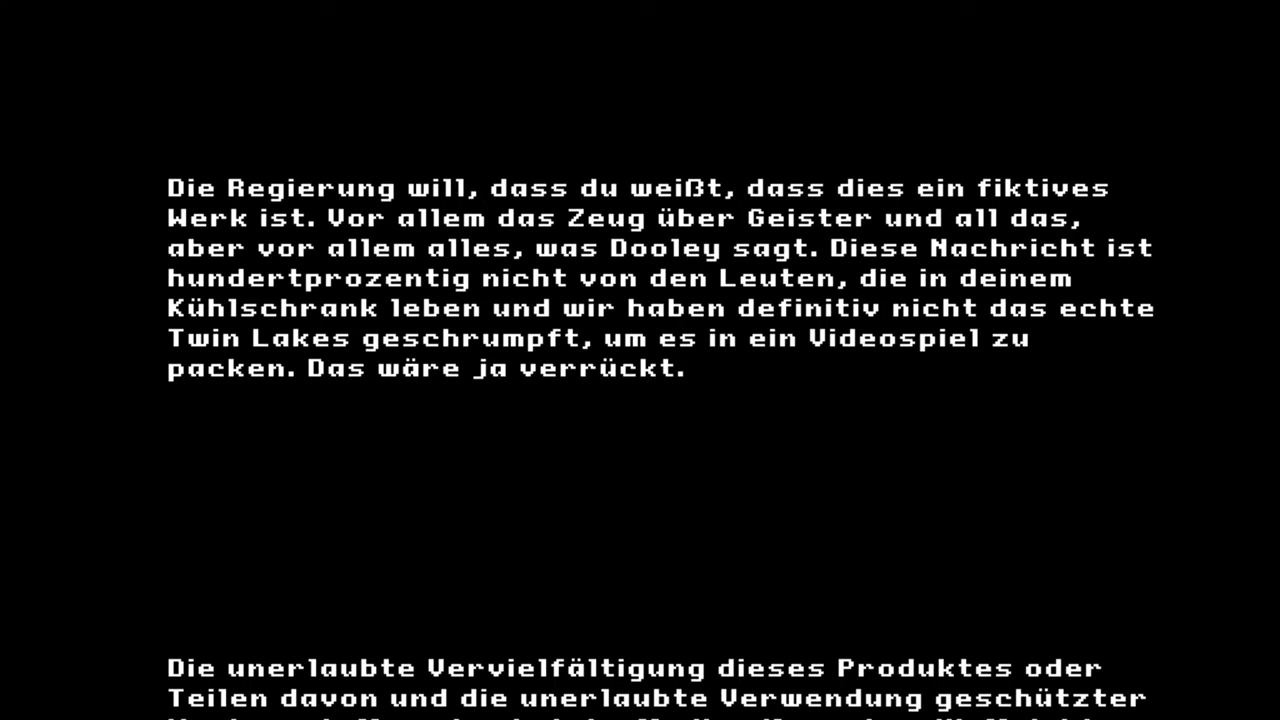 Die Regierung will, dass du weißt, dass dies ein fiktives
Werk ist. Vor allem das Zeug über Geister und all das,
aber vor allem alles, was Dooley sagt. Diese Nachricht ist
hundertprozentig nicht von den Leuten, die in deinem
Kühlschrank leben und wir haben definitiv nicht das echte
Twin Lakes geschrumpft, um es in ein Videospiel zu
packen. Das wäre ja verrückt.
Die unerlaubte Vervielfältigung dieses Produktes oder
Teilen davon und die unerlaubte Verwendung geschützter